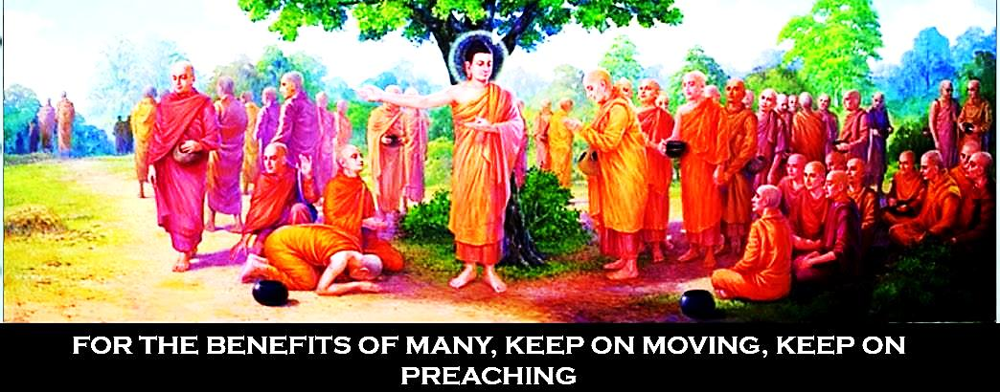 FOR THE BENEFITS OF MANY, KEEP ON MOVING, KEEP ON
PREACHING